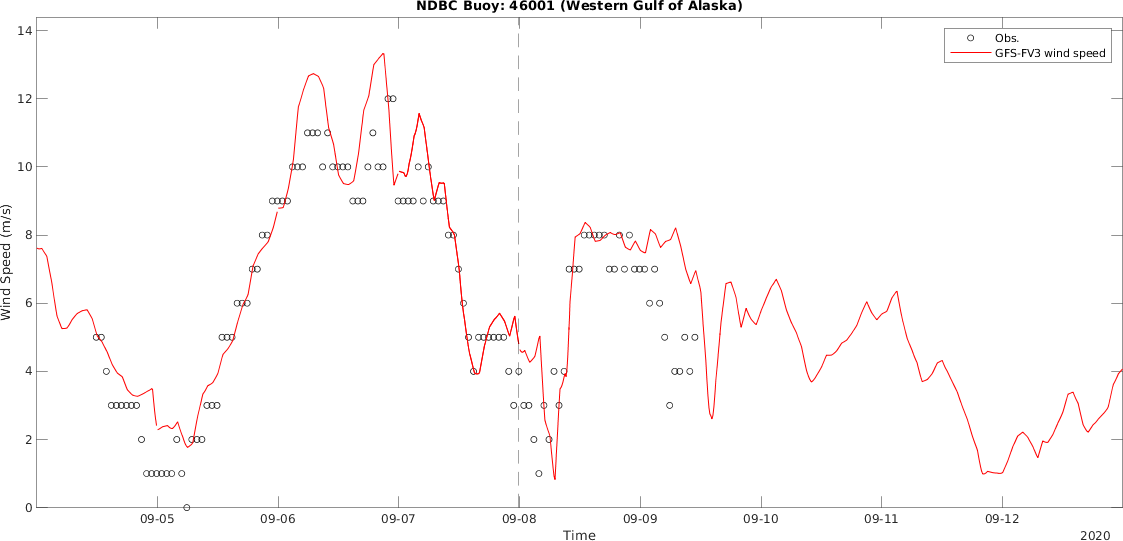 NDBC Buoy: 46001 (Western Gulf of Alaska)
14
12
10
8
6
4
2
0
Wind Speed (m/s)
Obs.
GFS-FV3 wind speed
09-05 09-06 09-07 09-08 09-09 09-10 09-11 09-12
Time
2020